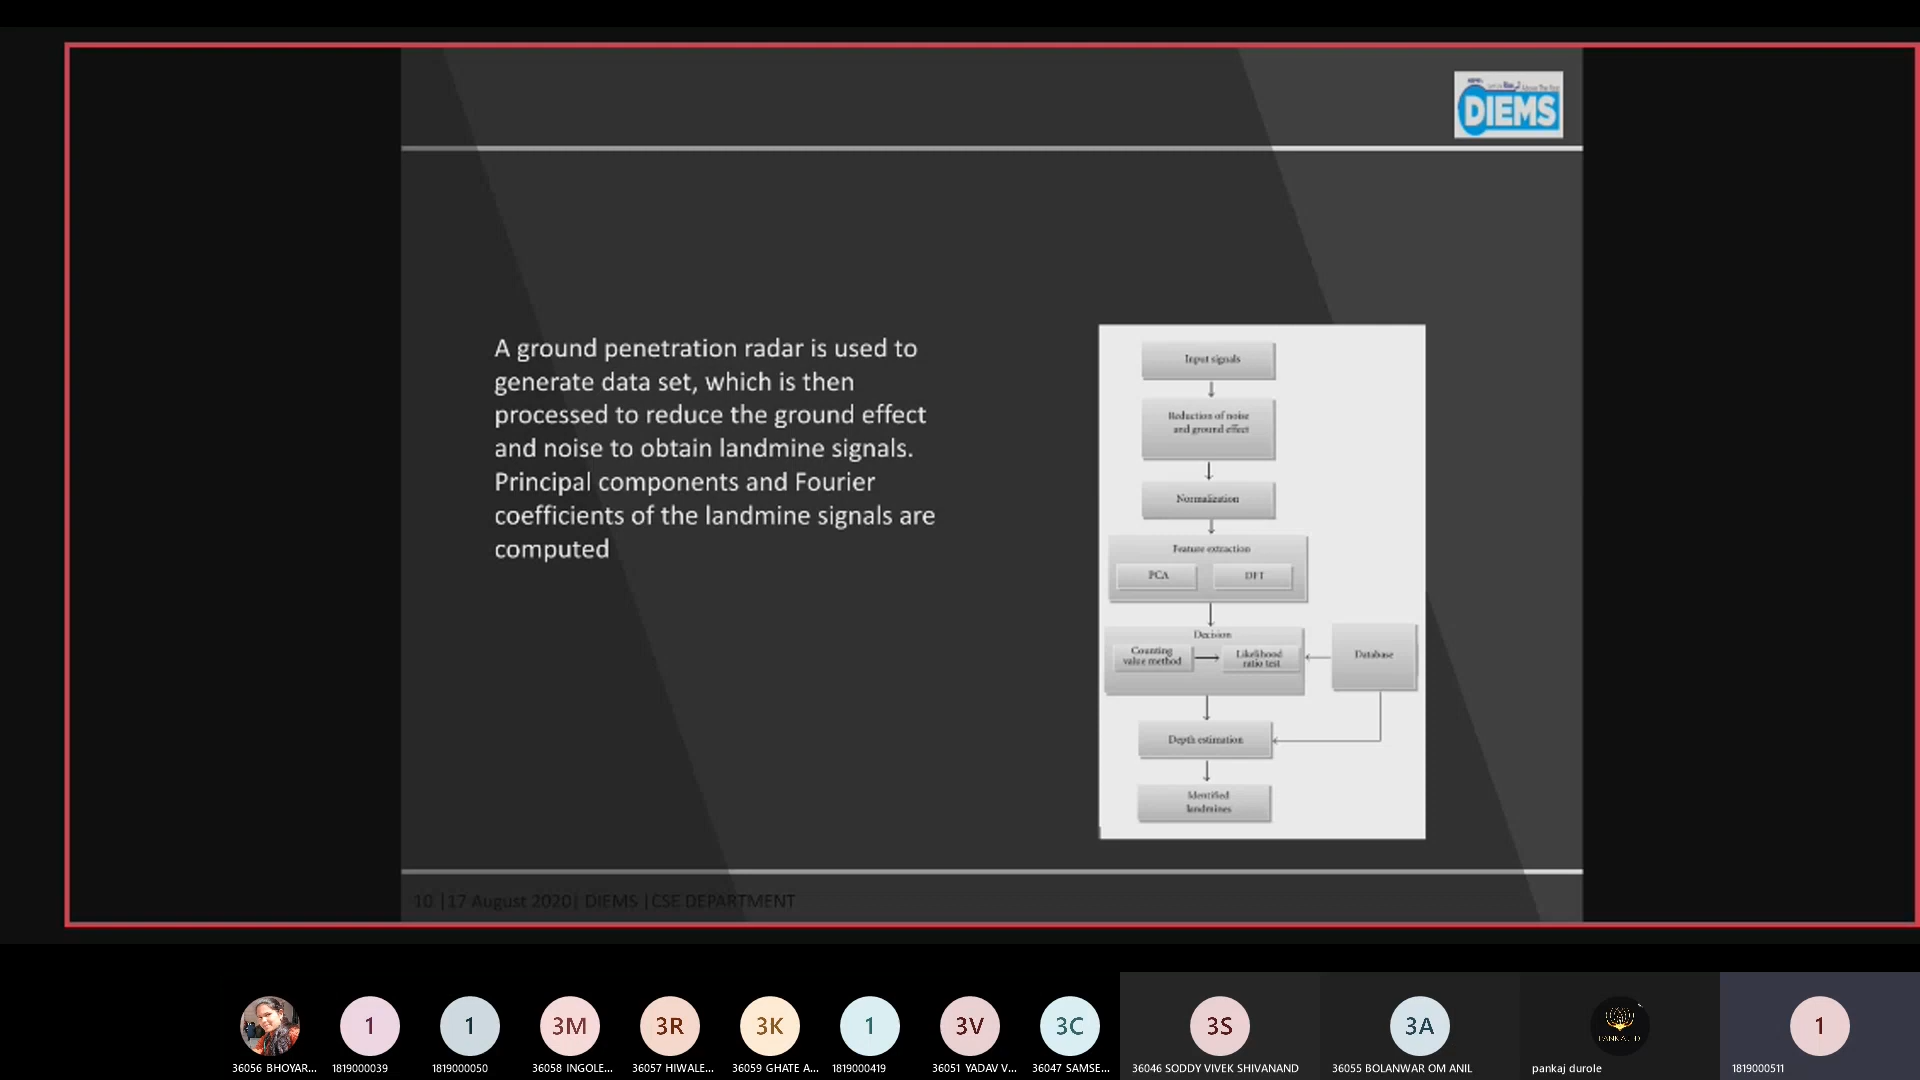 DIEMS
A ground penetration radar is used to
generate data set, which is then
processed to reduce the ground effect
and noise to obtain landmine signals.
Principal components and Fourier
coefficients of the landmine signals are
computed
Input signals
Reduction of noise
and ground effect
Normalization
Feature extraction
PCA
DFT
Decision
Counting
value method
Likelihood
ratio test
Database
Depth estimation
Identified
landmines
10 |17 August 2020| DIEMS |CSE DEPARTMENT
1
1
3M
3R
3K
1
3V
3C
3S
3A
PANKAJ D
1
36056 BHOYAR...
1819000039
1819000050
36058 INGOLE...
36057 HIWALE...
36059 GHATE A...
1819000419
36051 YADAV V...
36047 SAMSE...
36046 SODDY VIVEK SHIVANAND
36055 BOLANWAR OM ANIL
pankaj durole
1819000511